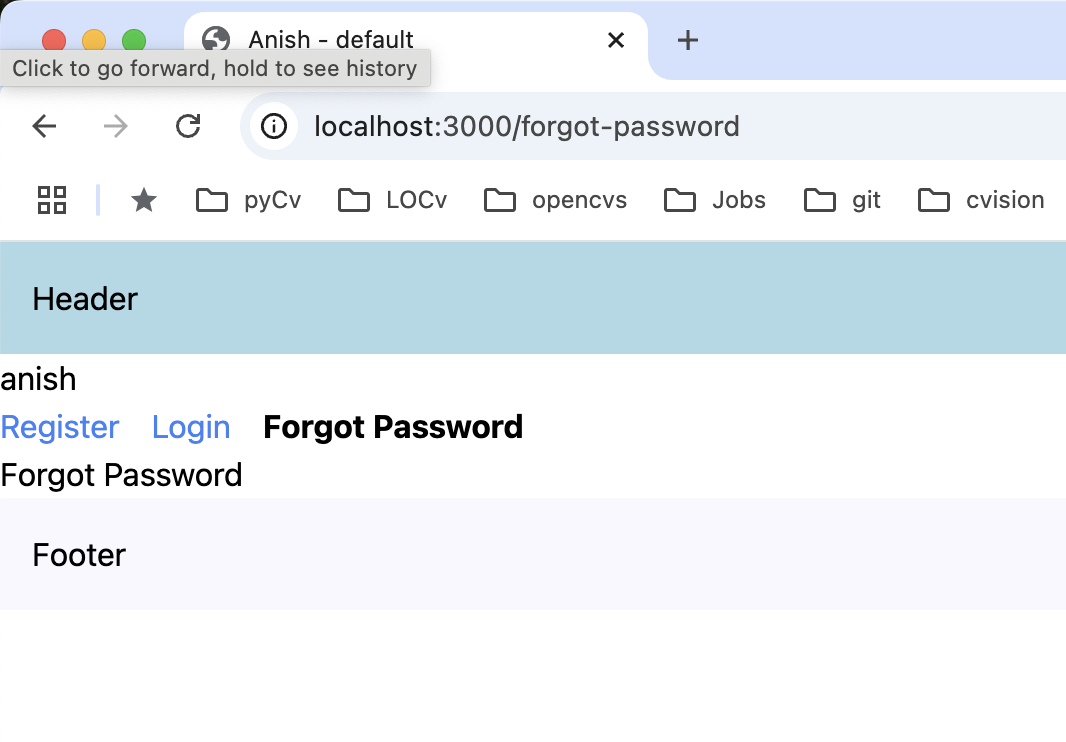 Anish - default
Click to go forward, hold to see history
localhost:3000/forgot-password
pyCv LOCv opencvs Jobs git cvision
Header
anish
Register Login Forgot Password
Forgot Password
Footer